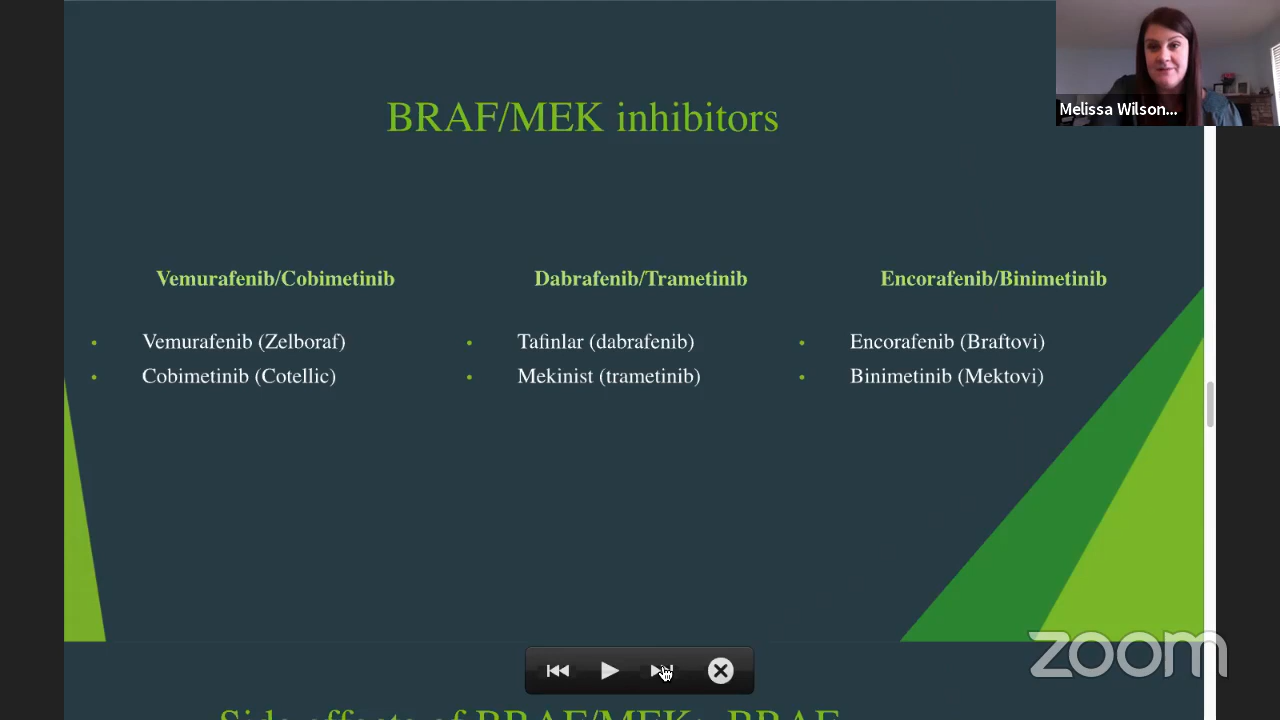 BRAF/MEK inhibitors
Melissa Wilson...
Vemurafenib/Cobimetinib
• Vemurafenib (Zelboraf)
• Cobimetinib (Cotellic)
Dabrafenib/Trametinib
• Tafinlar (dabrafenib)
• Mekinist (trametinib)
Encorafenib/Binimetinib
• Encorafenib (Braftovi)
• Binimetinib (Mektovi)
zoom
Side effects of BRAF/MEKs BRAF